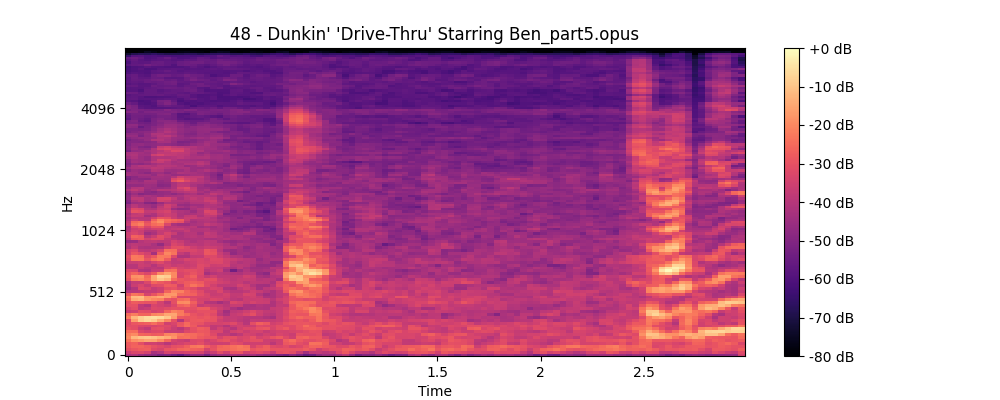 48 - Dunkin' 'Drive-Thru' Starring Ben_part5.opus
Hz
4096
2048
1024
512
0
0
0.5
1
1.5
2
2.5
Time
+0 dB
-10 dB
-20 dB
-30 dB
-40 dB
-50 dB
-60 dB
-70 dB
-80 dB